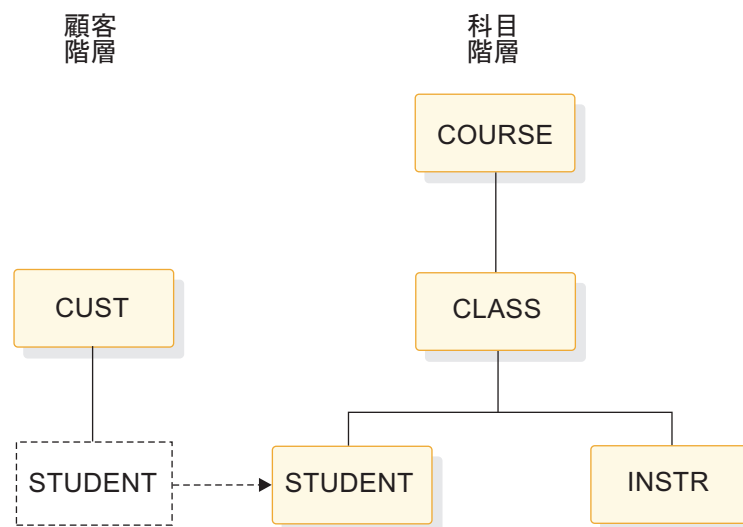 顧客
階層
科目
階層
COURSE
CUST
CLASS
STUDENT
STUDENT
INSTR